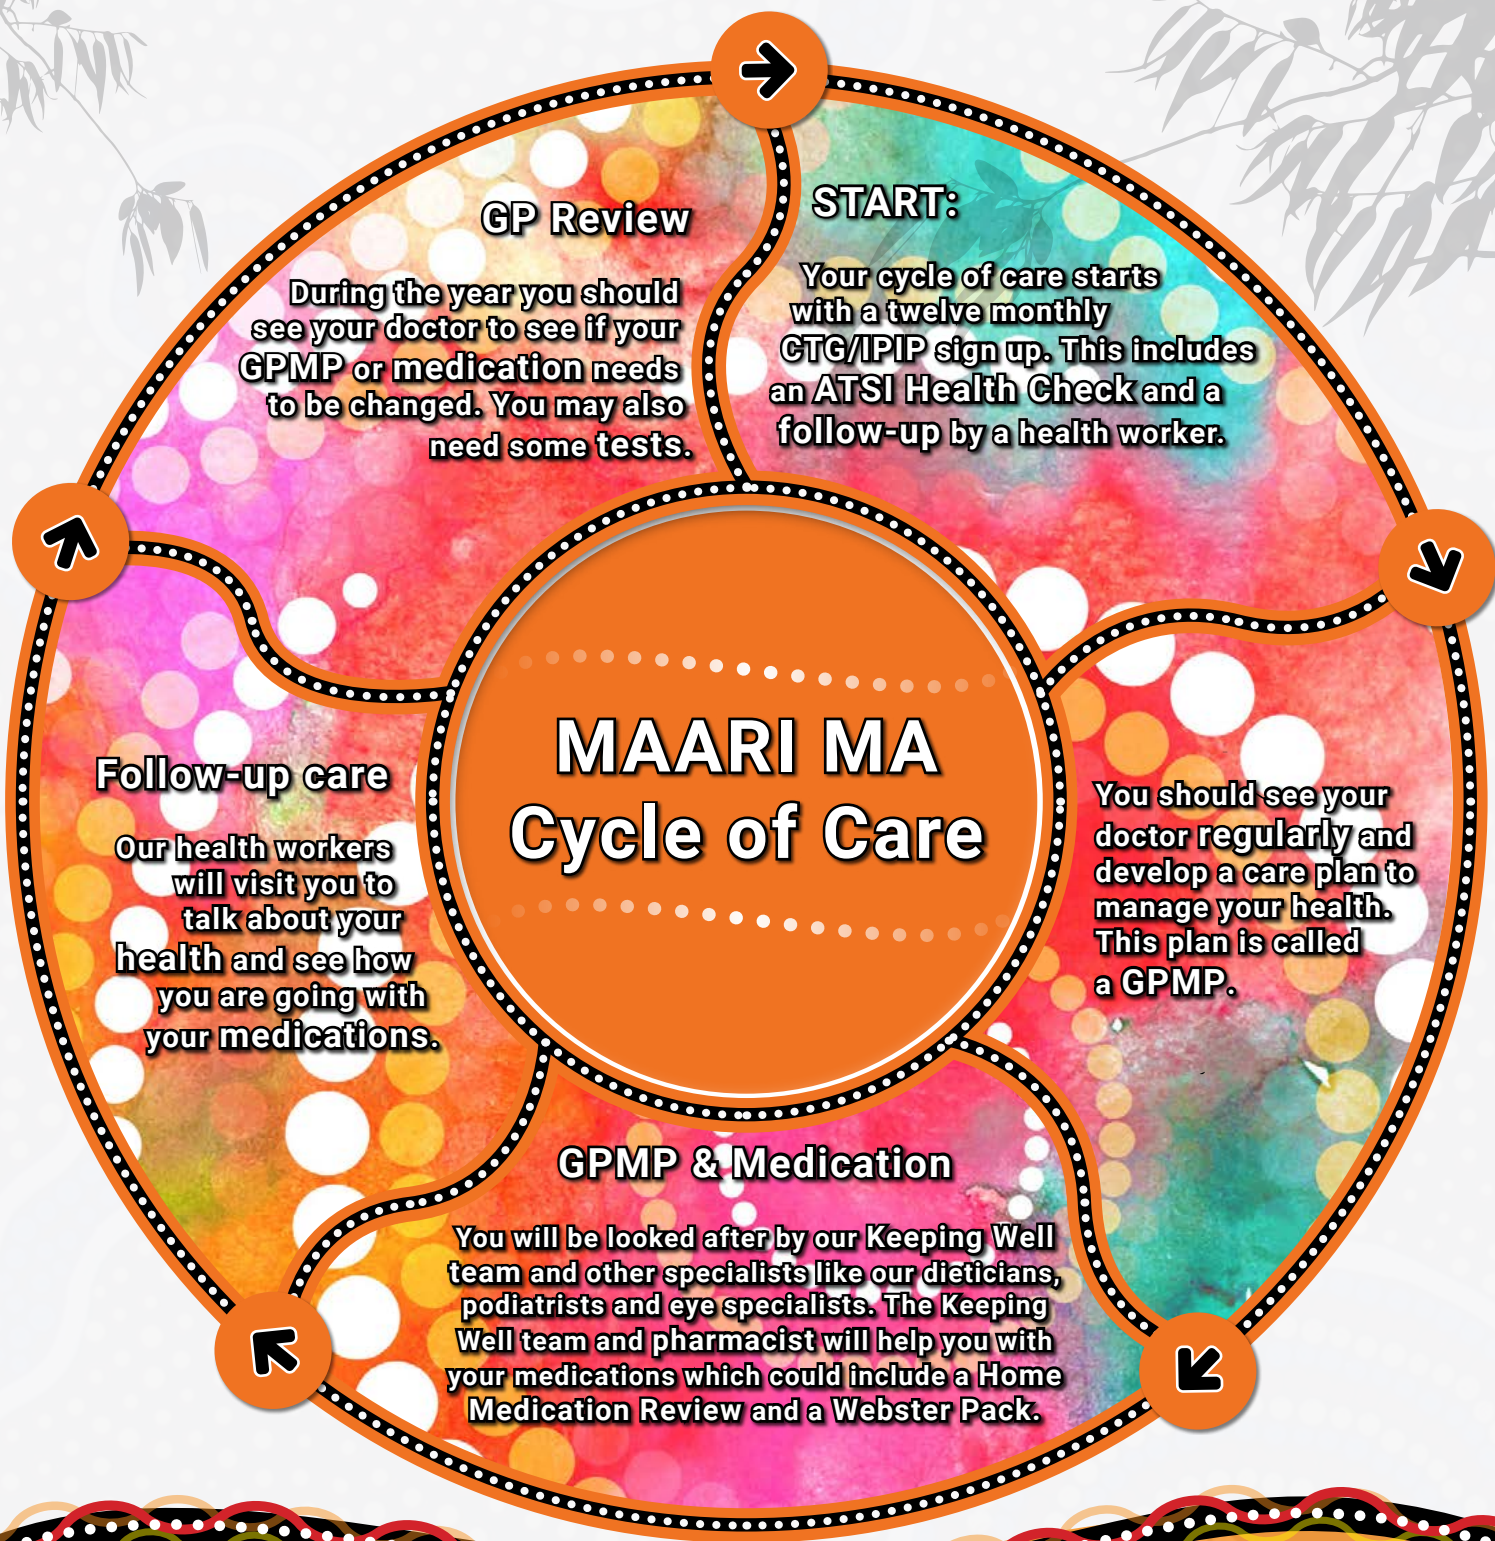 MAARI MA
Cycle of Care
START:
Your cycle of care starts
with a twelve monthly
CTG/IPIP sign up. This includes
an ATSI Health Check and a
follow-up by a health worker.
You should see your
doctor regularly and
develop a care plan to
manage your health.
This plan is called
a GPMP.
GPMP & Medication
You will be looked after by our Keeping Well
team and other specialists like our dieticians,
podiatrists and eye specialists. The Keeping
Well team and pharmacist will help you with
your medications which could include a Home
Medication Review and a Webster Pack.
Follow-up care
Our health workers
will visit you to
talk about your
health and see how
you are going with
your medications.
GP Review
During the year you should
see your doctor to see if your
GPMP or medication needs
to be changed. You may also
need some tests.